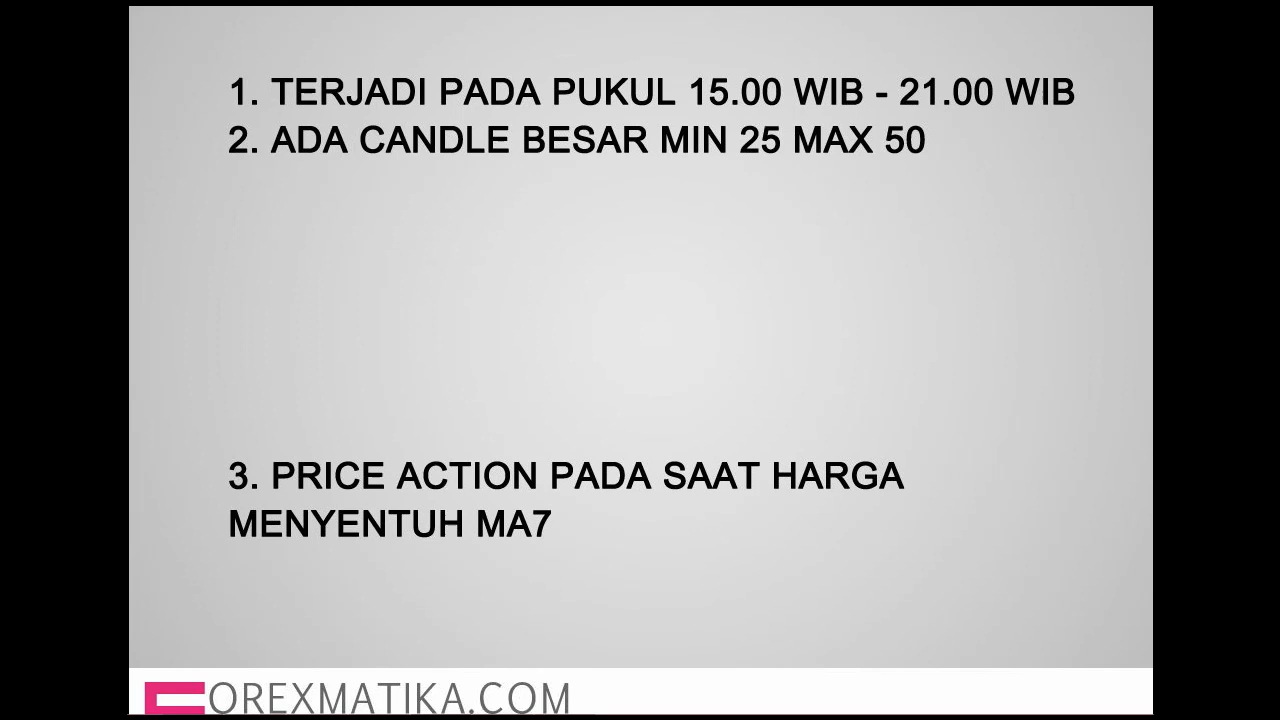 1. TERJADI PADA PUKUL 15.00 WIB - 21.00 WIB
2. ADA CANDLE BESAR MIN 25 MAX 50
3. PRICE ACTION PADA SAAT HARGA
MENYENTUH MA7
FOREXMATIKA.COM